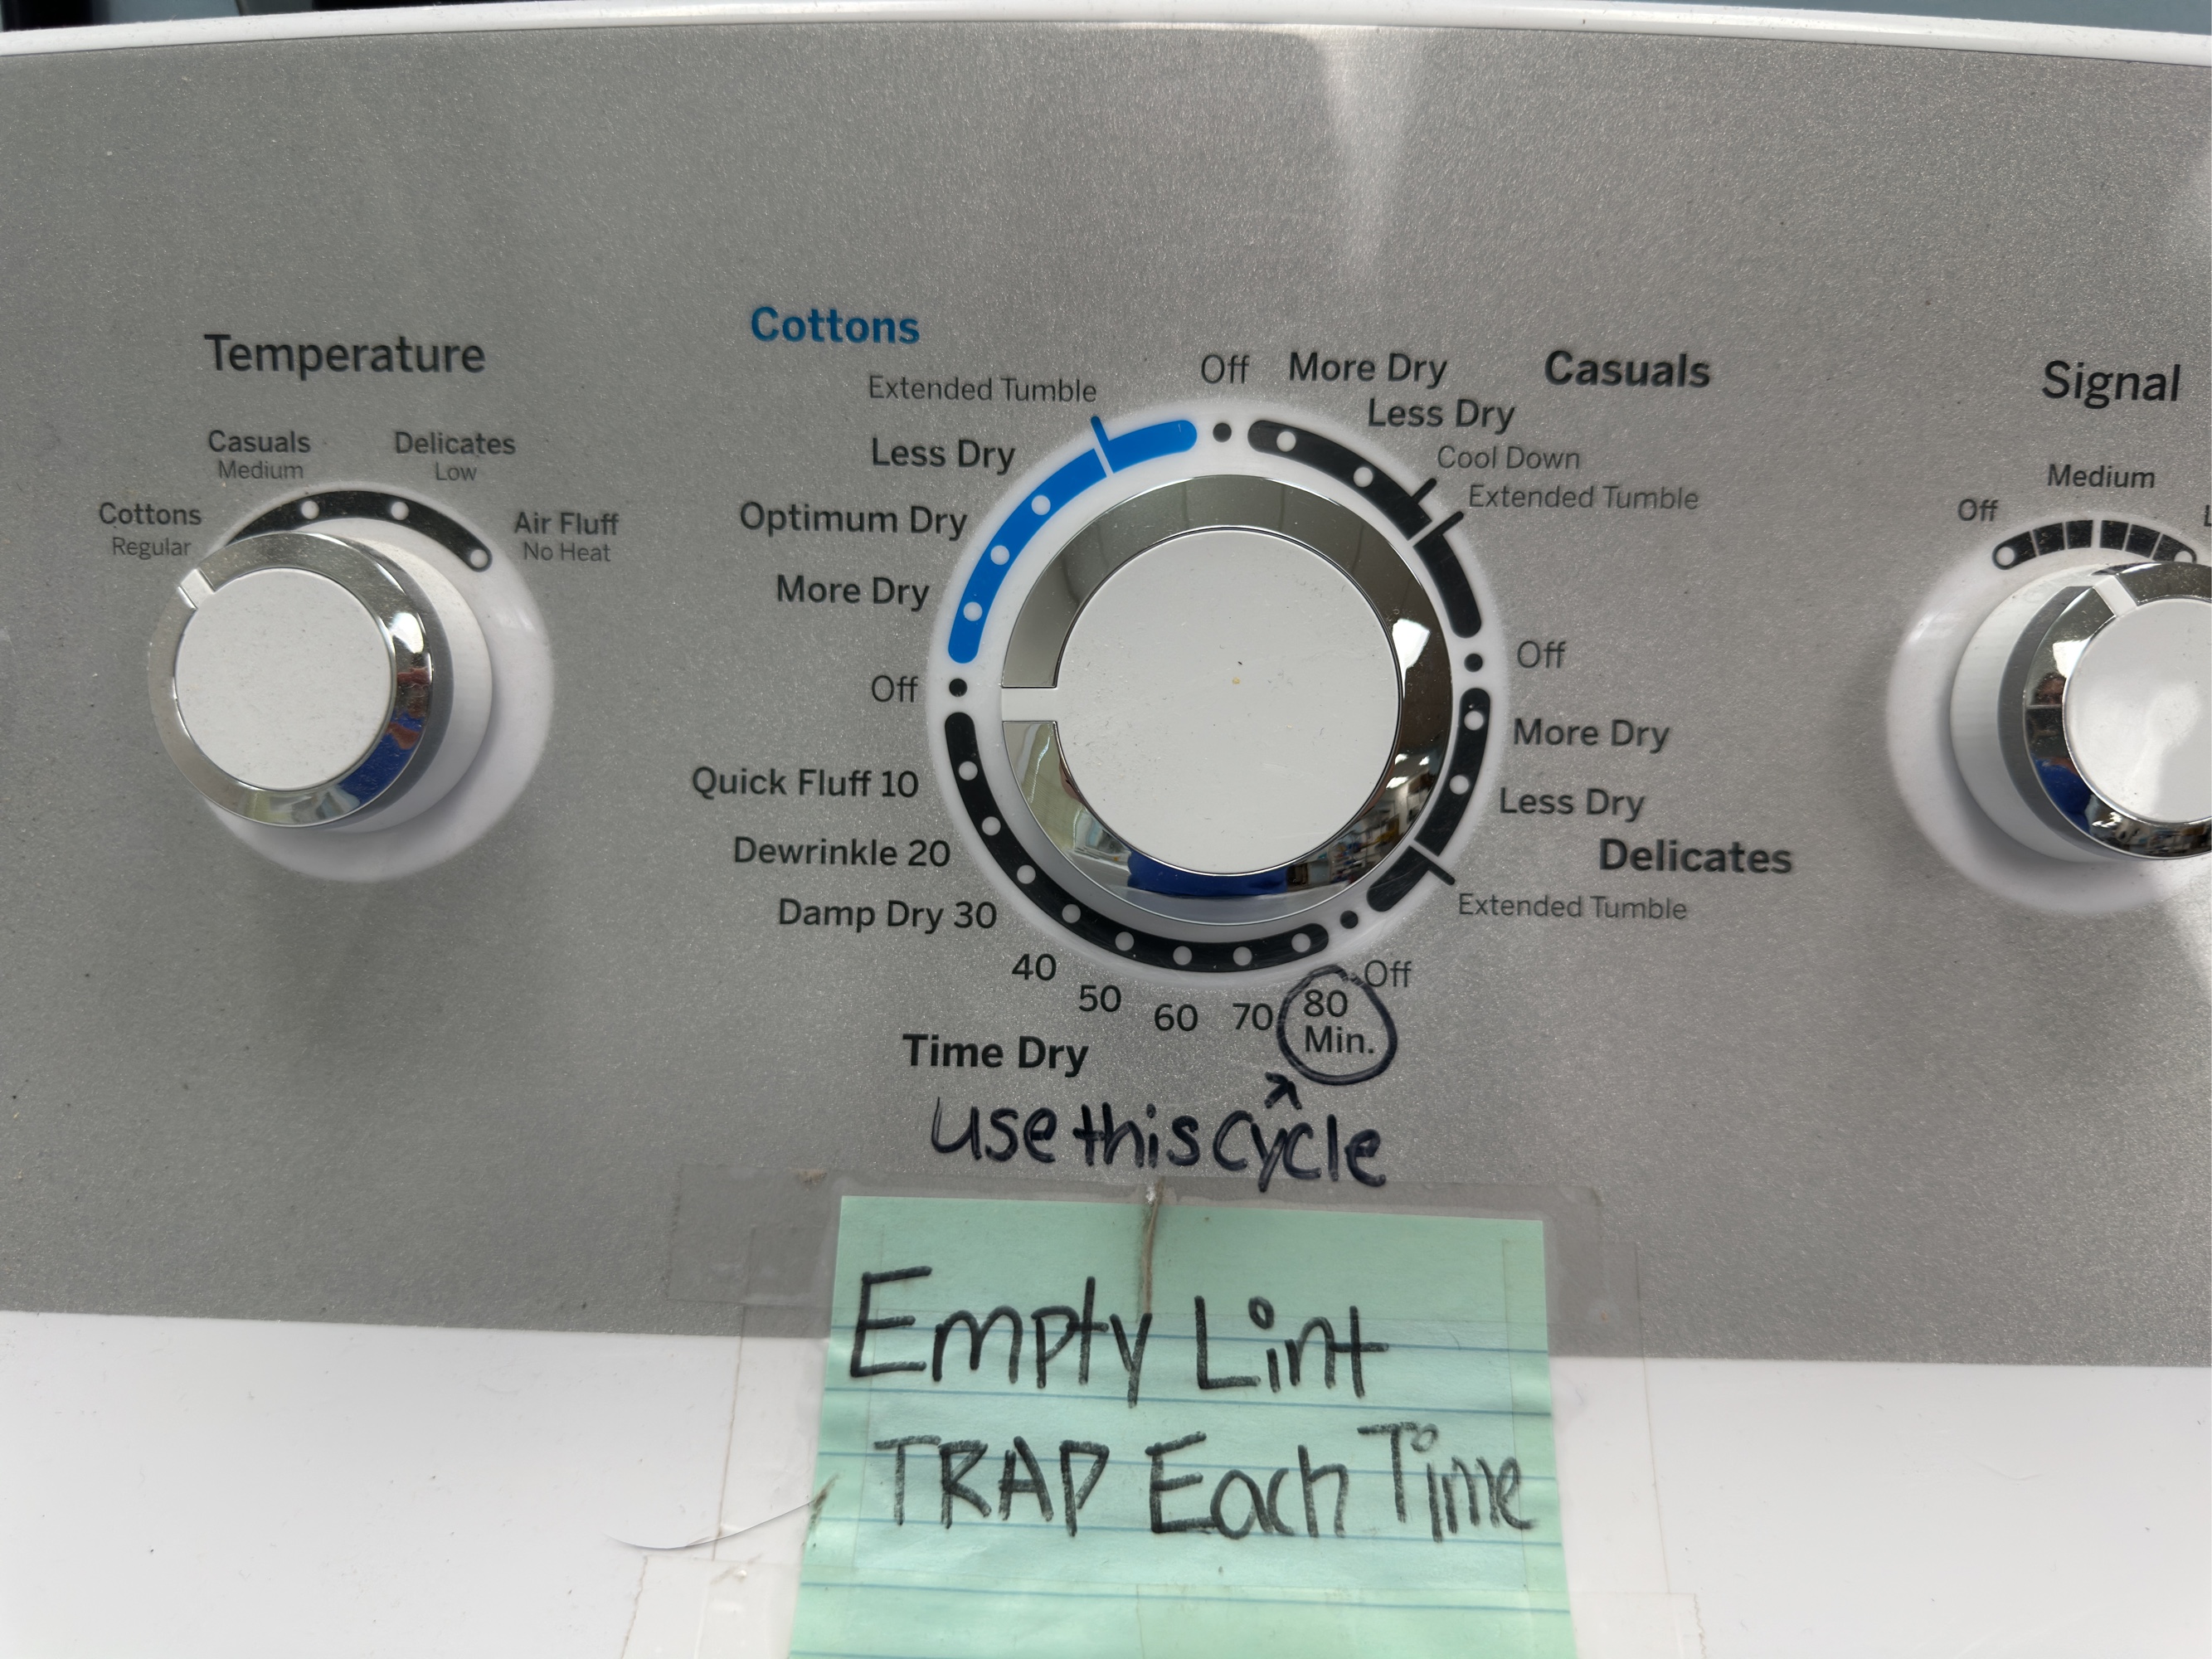 Temperature
Casuals
Medium
Delicates
Low
Cottons
Regular
Air Fluff
No Heat
Cottons
Extended Tumble
Less Dry
Optimum Dry
More Dry
Off
Quick Fluff 10
Dewrinkle 20
Damp Dry 30
40
50
60
70
80
Min.
Time Dry
Off
More Dry
Casuals
Less Dry
Cool Down
Extended Tumble
Off
More Dry
Less Dry
Delicates
Extended Tumble
Off
Signal
Medium
Off
use this cycle
Empty Lint
TRAP Each Time